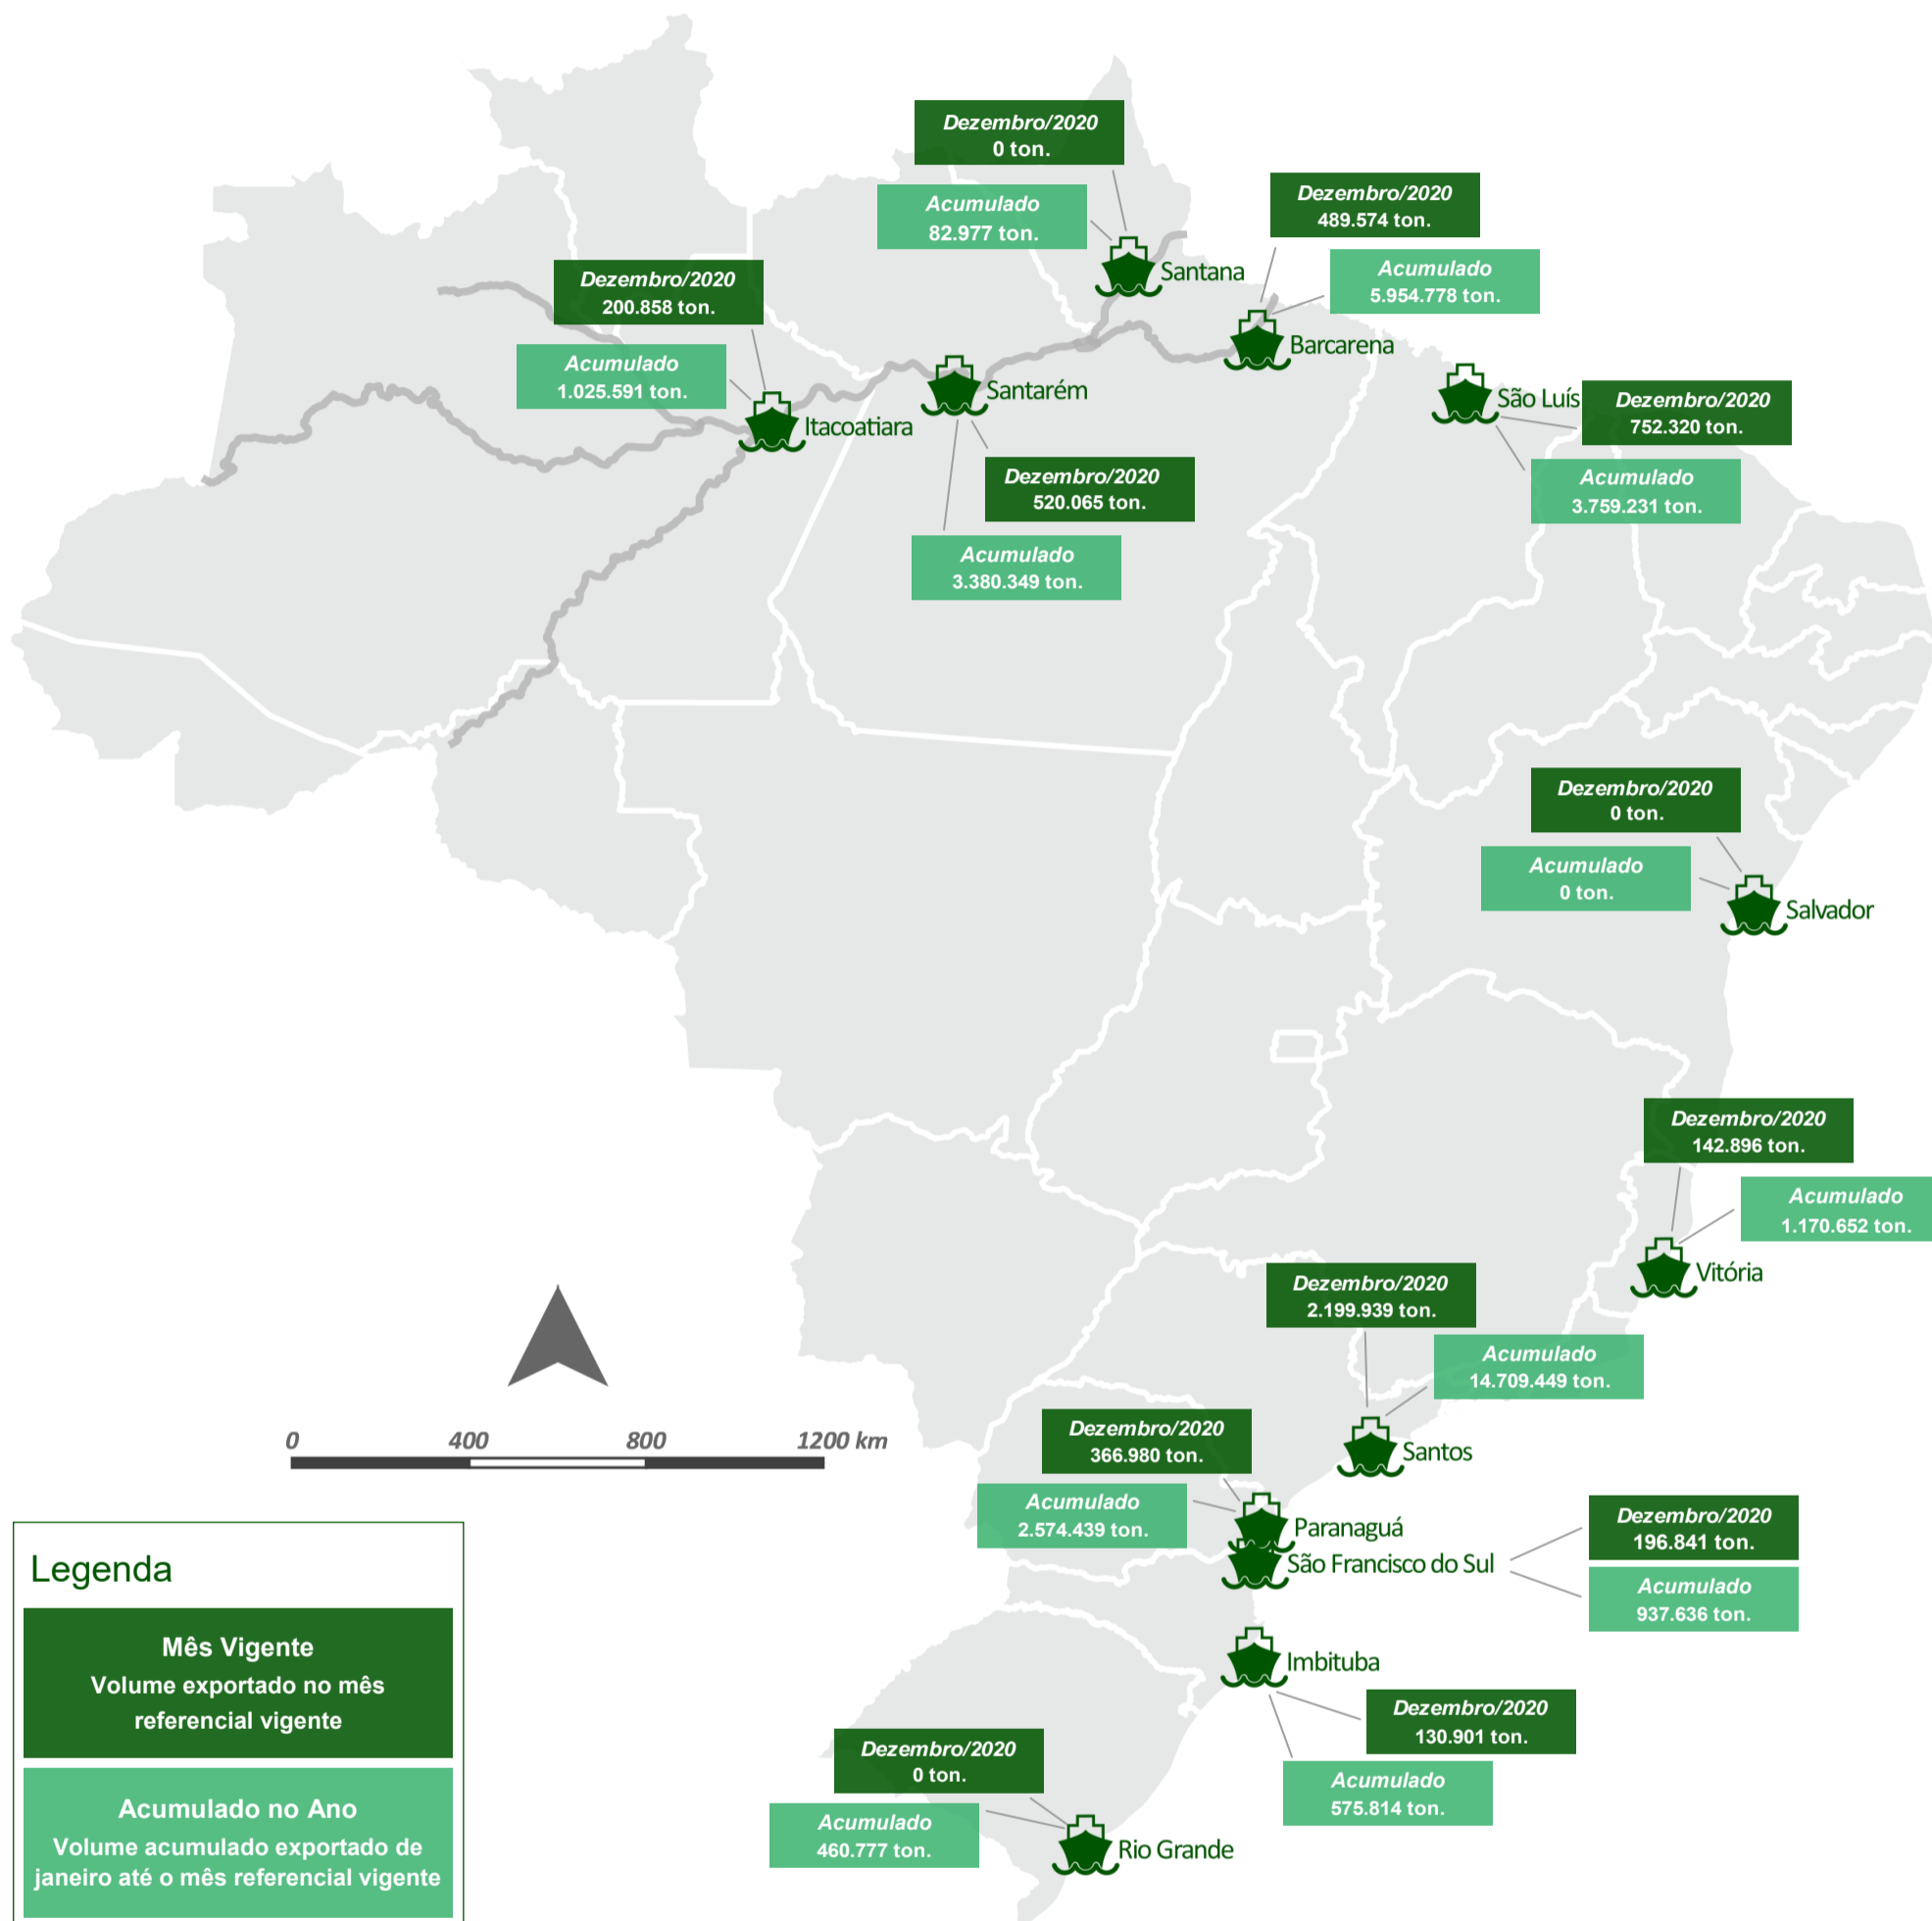 Dezembro/2020
0 ton.
Acumulado
82.977 ton.
Santana
Dezembro/2020
489.574 ton.
Acumulado
5.954.778 ton.
Barcarena
Dezembro/2020
200.858 ton.
Acumulado
1.025.591 ton.
Itacoatiara
Santarém
Dezembro/2020
520.065 ton.
Acumulado
3.380.349 ton.
São Luís
Dezembro/2020
752.320 ton.
Acumulado
3.759.231 ton.
Dezembro/2020
0 ton.
Acumulado
0 ton.
Salvador
Dezembro/2020
142.896 ton.
Acumulado
1.170.652 ton.
Vitória
Dezembro/2020
2.199.939 ton.
Acumulado
14.709.449 ton.
Santos
Dezembro/2020
366.980 ton.
Acumulado
2.574.439 ton.
Paranaguá
São Francisco do Sul
Dezembro/2020
196.841 ton.
Acumulado
937.636 ton.
Imbituba
Dezembro/2020
130.901 ton.
Acumulado
575.814 ton.
Dezembro/2020
0 ton.
Acumulado
460.777 ton.
Rio Grande
0 400 800 1200 km
Legenda
Mês Vigente
Volume exportado no mês
referencial vigente
Acumulado no Ano
Volume acumulado exportado de
janeiro até o mês referencial vigente